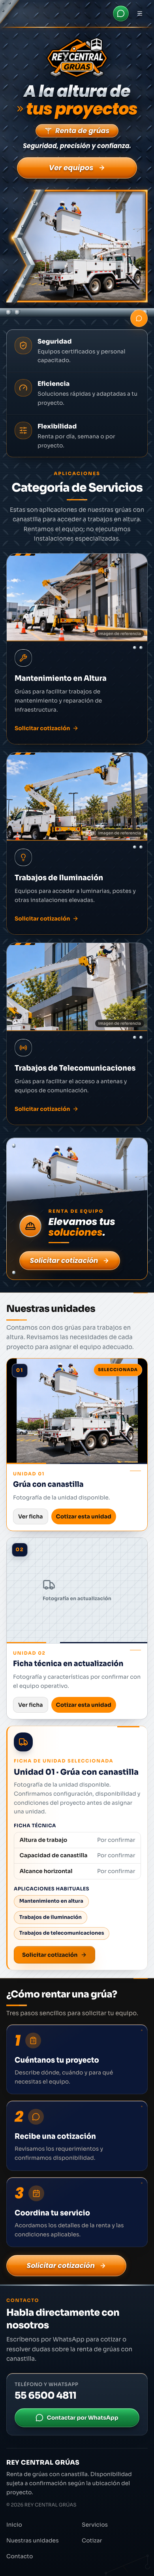 REY CENTRAL
GRÚAS
A la altura de
» tus proyectos
Renta de grúas
Seguridad, precisión y confianza.
Ver equipos →
Seguridad
Equipos certificados y personal
capacitado.
Eficiencia
Soluciones rápidas y adaptadas a tu
proyecto.
Flexibilidad
Renta por día, semana o por
proyecto.
APLICACIONES
Categoría de Servicios
Estas son aplicaciones de nuestras grúas con
canastilla para acceder a trabajos en altura.
Rentamos el equipo; no ejecutamos
instalaciones especializadas.
Imagen de referencia
Mantenimiento en Altura
Grúas para facilitar trabajos de
mantenimiento y reparación de
infraestructura.
Solicitar cotización →
Imagen de referencia
Trabajos de Iluminación
Equipos para acceder a luminarias, postes y
otras instalaciones elevadas.
Solicitar cotización →
Imagen de referencia
Trabajos de Telecomunicaciones
Grúas para facilitar el acceso a antenas y
equipos de comunicación.
Solicitar cotización →
RENTA DE EQUIPO
Elevamos tus
soluciones.
Solicitar cotización →
Nuestras unidades
Contamos con dos grúas para trabajos en
altura. Revisamos las necesidades de cada
proyecto para asignar el equipo adecuado.
01
SELECCIONADA
UNIDAD 01
Grúa con canastilla
Fotografía de la unidad disponible.
Ver ficha
Cotizar esta unidad
02
Fotografía en actualización
UNIDAD 02
Ficha técnica en actualización
Fotografía y características por confirmar con
el equipo operativo.
Ver ficha
Cotizar esta unidad
FICHA DE UNIDAD SELECCIONADA
Unidad 01 · Grúa con canastilla
Fotografía de la unidad disponible.
Confirmamos configuración, disponibilidad y
condiciones del proyecto antes de asignar
una unidad.
FICHA TÉCNICA
Altura de trabajo Por confirmar
Capacidad de canastilla Por confirmar
Alcance horizontal Por confirmar
APLICACIONES HABITUALES
Mantenimiento en altura
Trabajos de iluminación
Trabajos de telecomunicaciones
Solicitar cotización →
¿Cómo rentar una grúa?
Tres pasos sencillos para solicitar tu equipo.
1
Cuéntanos tu proyecto
Describe dónde, cuándo y para qué
necesitas el equipo.
2
Recibe una cotización
Revisamos los requerimientos y
confirmamos disponibilidad.
3
Coordina tu servicio
Acordamos los detalles de la renta y las
condiciones aplicables.
Solicitar cotización →
CONTACTO
Habla directamente con
nosotros
Escríbenos por WhatsApp para cotizar o
resolver dudas sobre la renta de grúas con
canastilla.
TELÉFONO Y WHATSAPP
55 6500 4811
Contactar por WhatsApp
REY CENTRAL GRÚAS
Renta de grúas con canastilla. Disponibilidad
sujeta a confirmación según la ubicación del
proyecto.
© 2026 REY CENTRAL GRÚAS
Inicio Servicios
Nuestras unidades Cotizar
Contacto